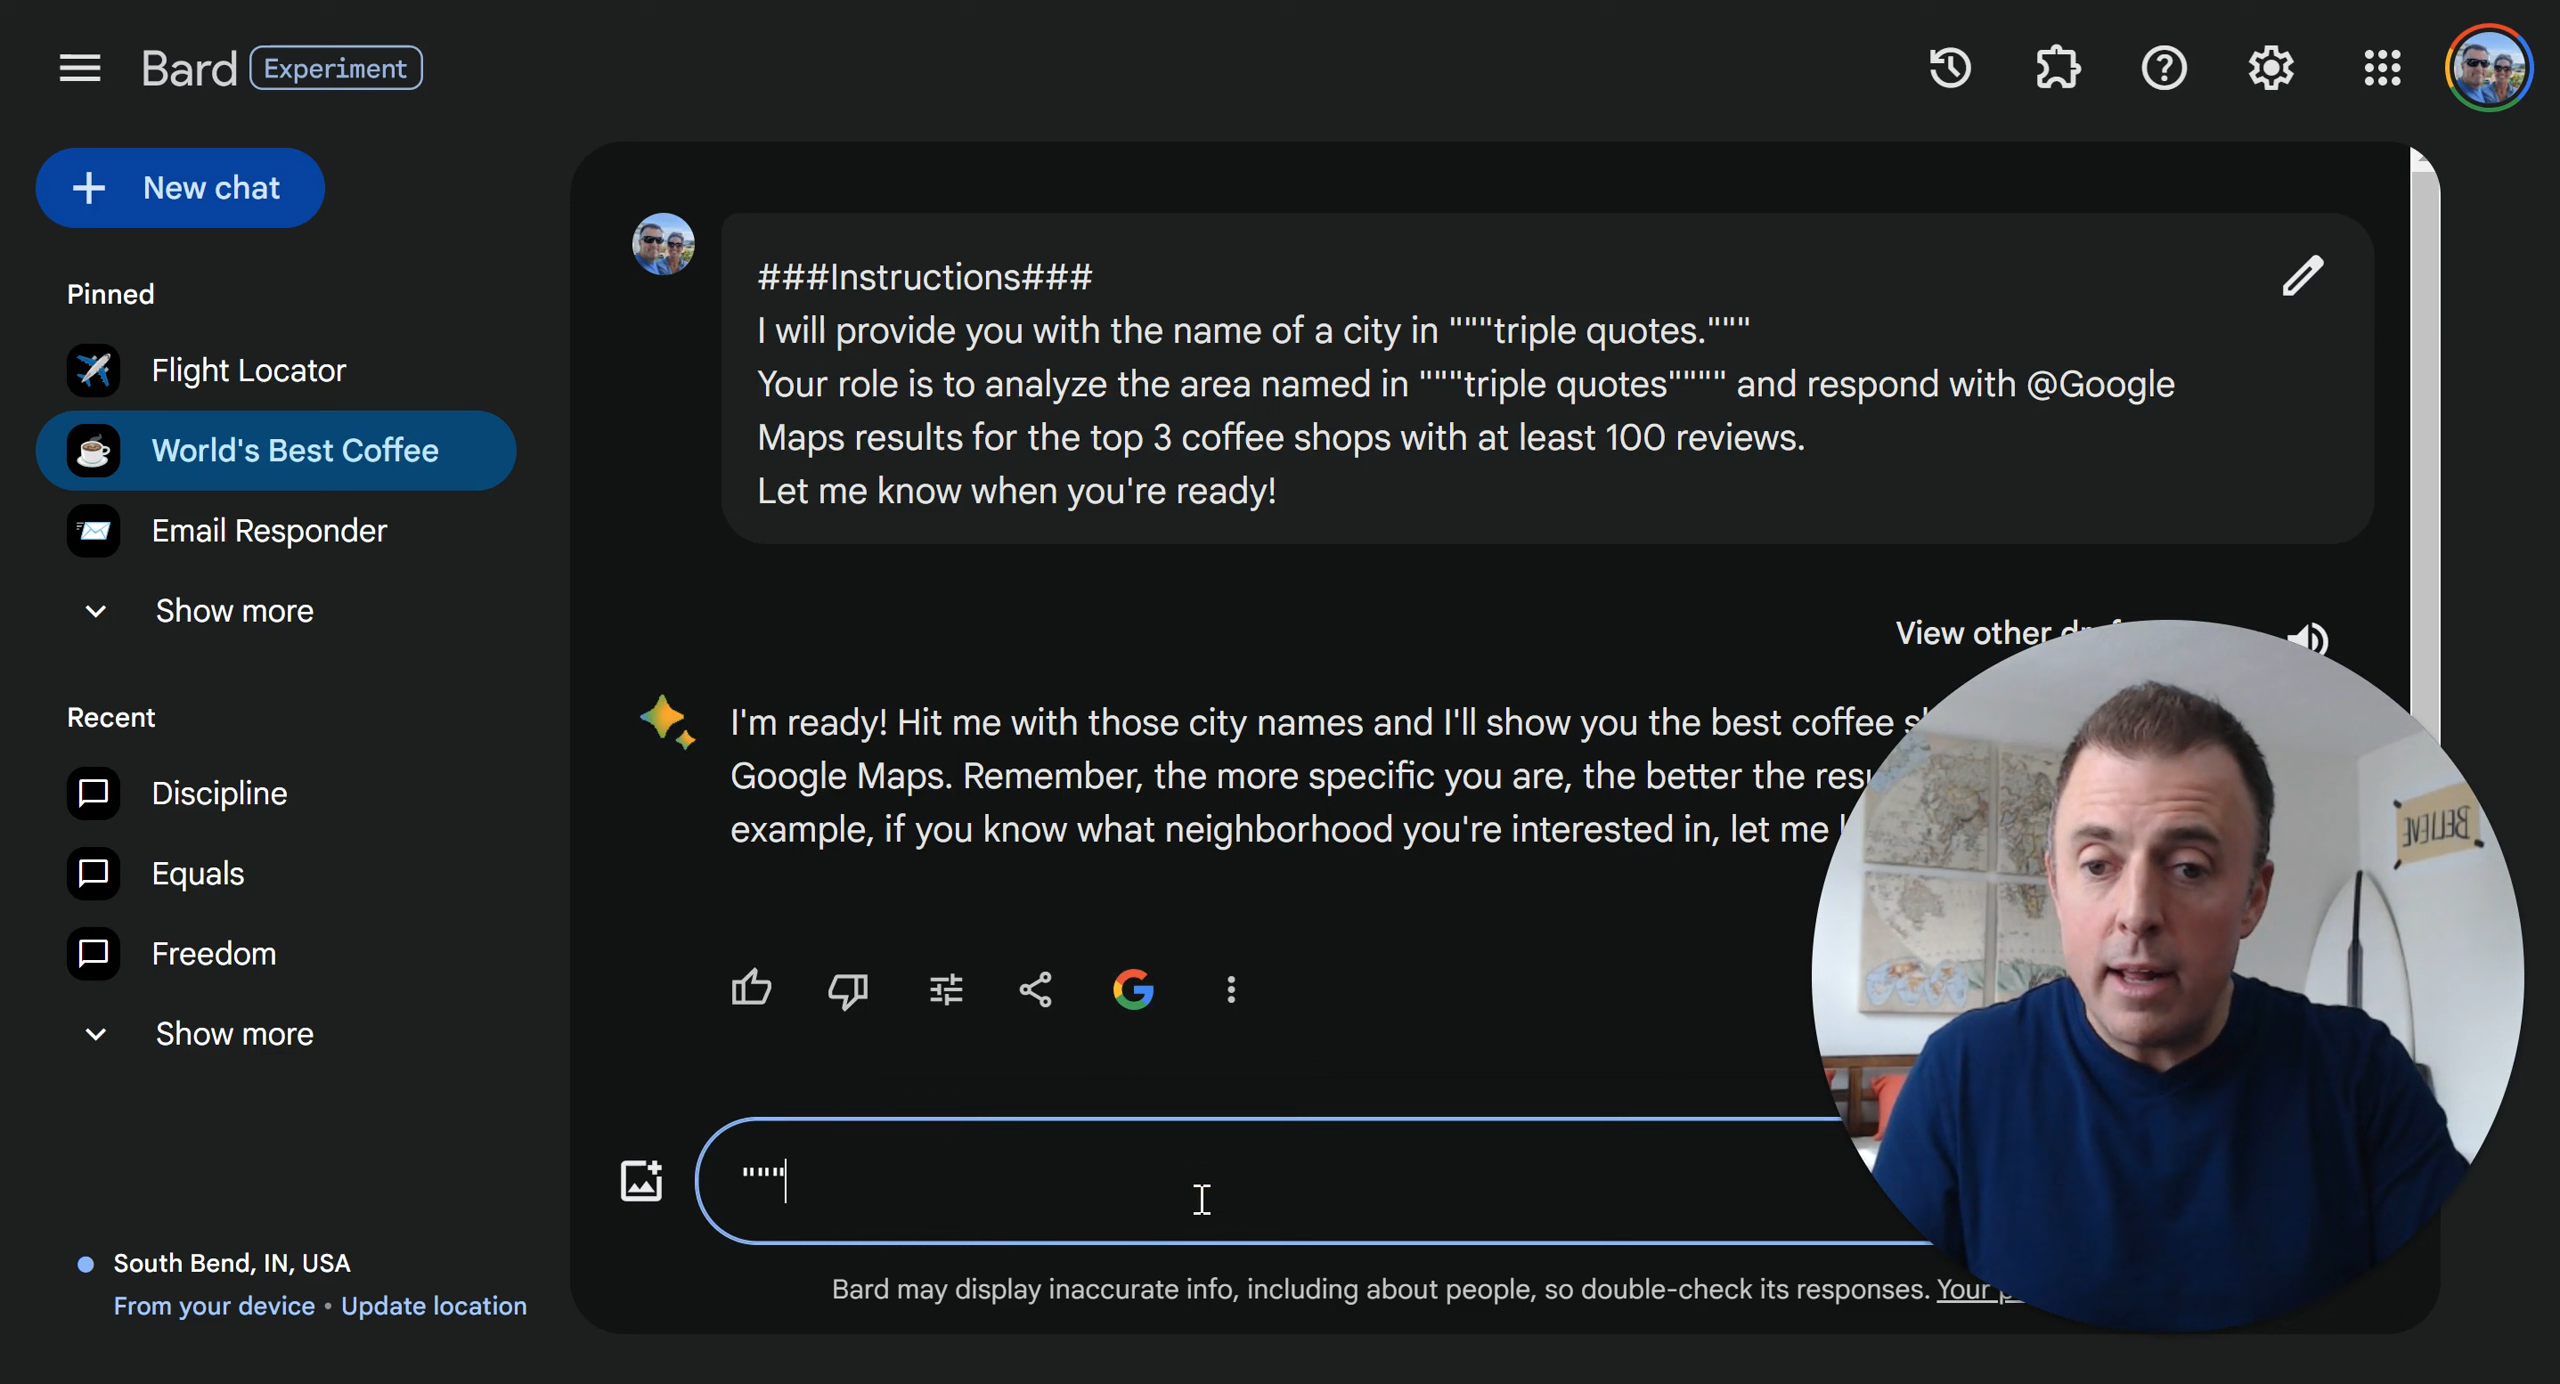 Bard Experiment
New chat
Pinned
Flight Locator
World's Best Coffee
Email Responder
Show more
Recent
Discipline
Equals
Freedom
Show more
South Bend, IN, USA
From your device • Update location
###Instructions###
I will provide you with the name of a city in """triple quotes."""
Your role is to analyze the area named in """triple quotes"""" and respond with @Google
Maps results for the top 3 coffee shops with at least 100 reviews.
Let me know when you're ready!
View other
I'm ready! Hit me with those city names and I'll show you the best coffee
Google Maps. Remember, the more specific you are, the better the
example, if you know what neighborhood you're interested in, let me
"""
Bard may display inaccurate info, including about people, so double-check its responses. Your
BELIEVE